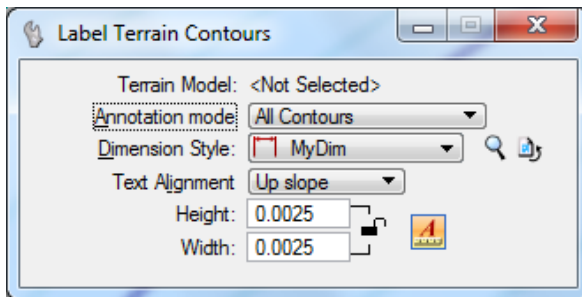 Label Terrain Contours
Terrain Model: <Not Selected>
Annotation mode All Contours
Dimension Style: MyDim
Text Alignment Up slope
Height: 0.0025
Width: 0.0025
A